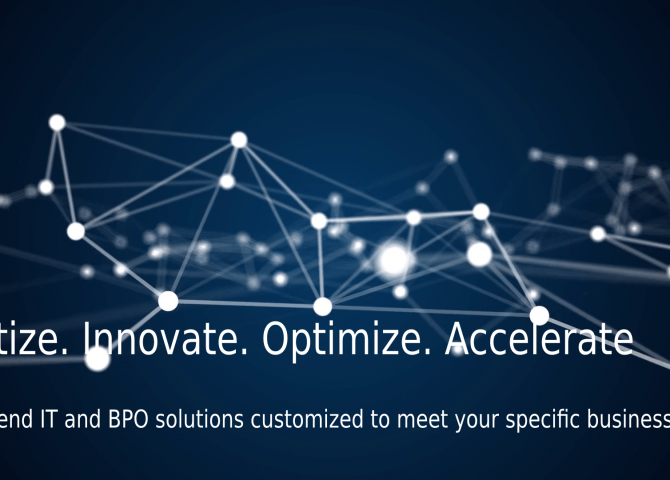 tize. Innovate. Optimize. Accelerate
end IT and BPO solutions customized to meet your specific business